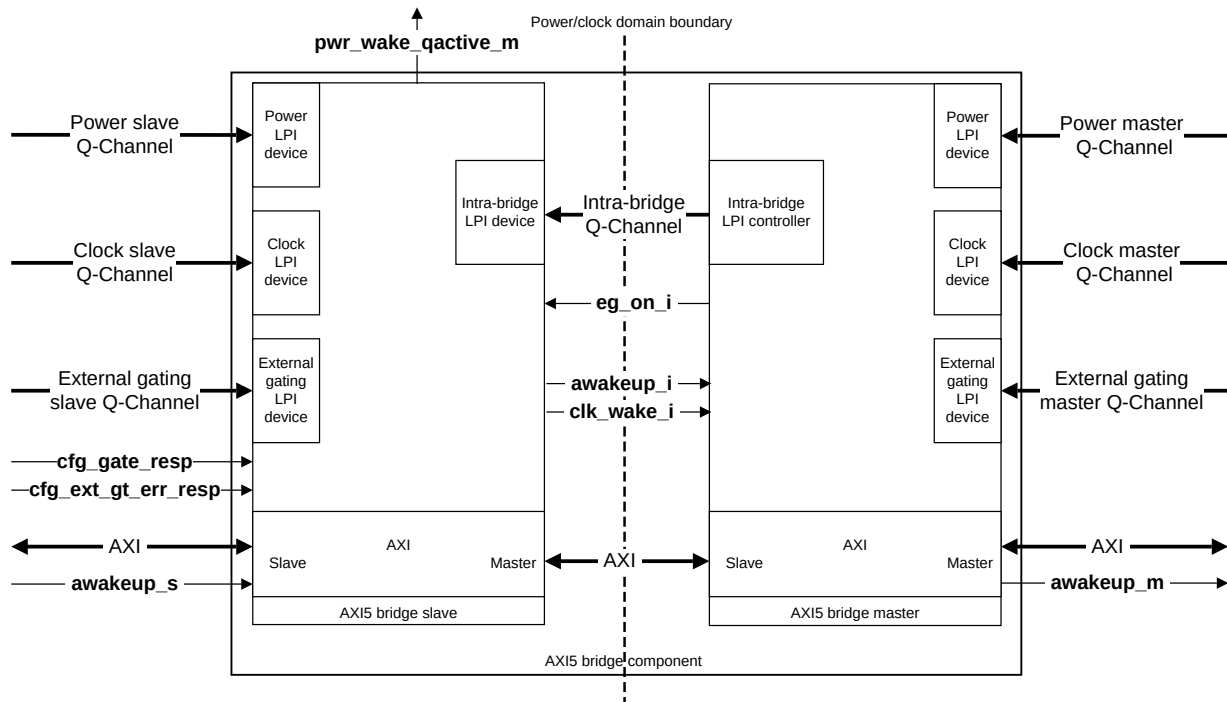 Power/clock domain boundary
pwr_wake_qactive_m
Power slave
Q-Channel
Power
LPI
device
Power
LPI
device
Power master
Q-Channel
Intra-bridge
LPI device
Intra-bridge
Q-Channel
Intra-bridge
LPI controller
Clock slave
Q-Channel
Clock
LPI
device
Clock
LPI
device
Clock master
Q-Channel
eg_on_i
External gating
slave Q-Channel
External
gating
LPI
device
awakeup_i
clk_wake_i
External
gating
LPI
device
External gating
master Q-Channel
cfg_gate_resp
cfg_ext_gt_err_resp
AXI
AXI
Slave
Master
AXI
AXI
Slave
Master
AXI
awakeup_s
awakeup_m
AXI5 bridge slave
AXI5 bridge master
AXI5 bridge component